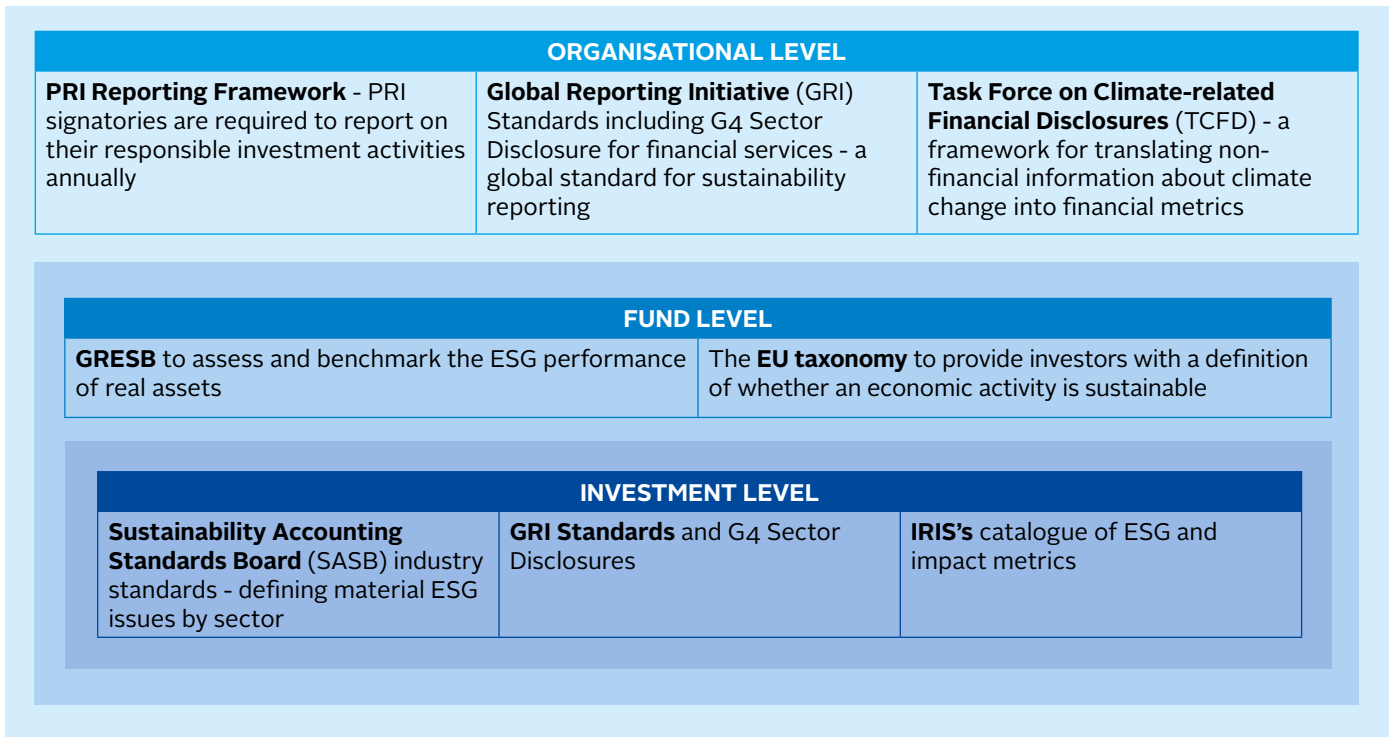 ORGANISATIONAL LEVEL
PRI Reporting Framework - PRI
signatories are required to report on
their responsible investment activities
annually
Global Reporting Initiative (GRI)
Standards including G4 Sector
Disclosure for financial services - a
global standard for sustainability
reporting
Task Force on Climate-related
Financial Disclosures (TCFD) - a
framework for translating non-
financial information about climate
change into financial metrics
FUND LEVEL
GRESB to assess and benchmark the ESG performance
of real assets
The EU taxonomy to provide investors with a definition
of whether an economic activity is sustainable
INVESTMENT LEVEL
Sustainability Accounting
Standards Board (SASB) industry
standards - defining material ESG
issues by sector
GRI Standards and G4 Sector
Disclosures
IRIS's catalogue of ESG and
impact metrics